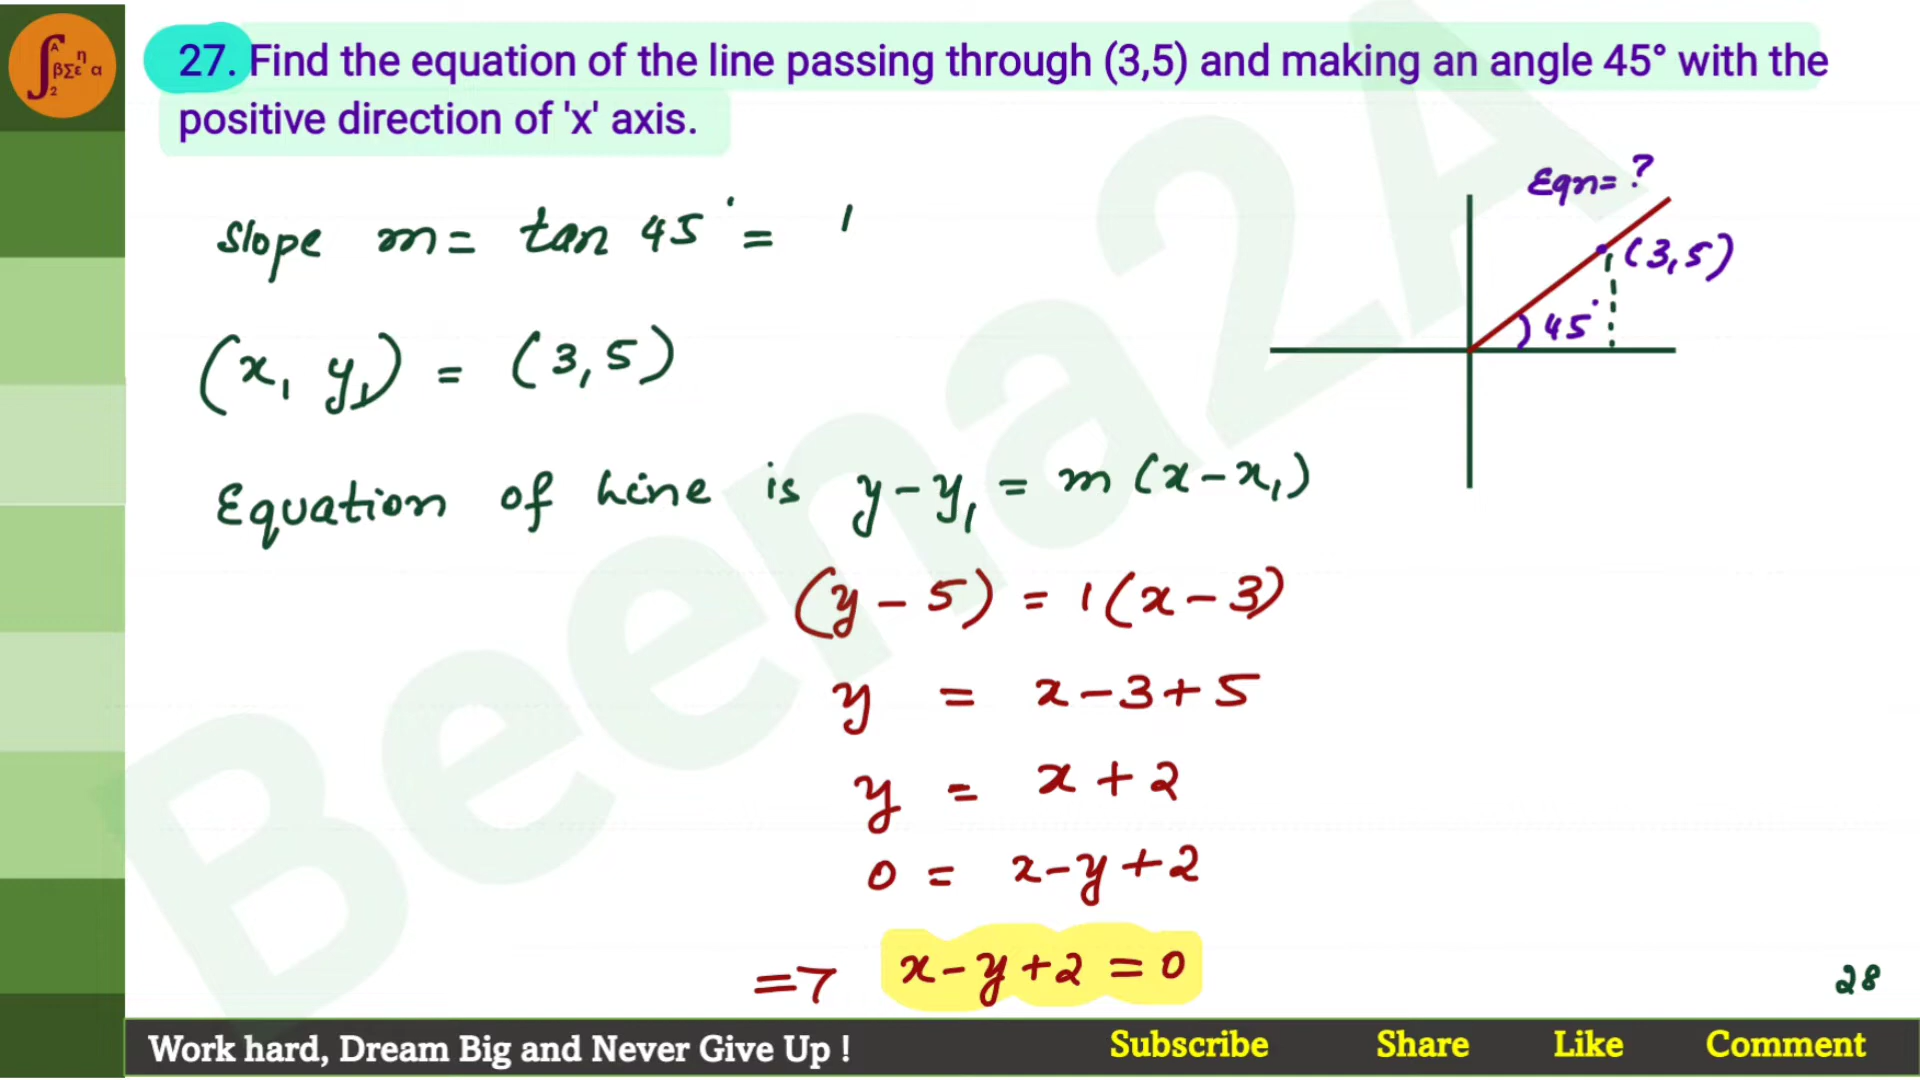 27. Find the equation of the line passing through (3,5) and making an angle 45° with the
positive direction of 'x' axis.
Eqn = ?
(3,5)
45°
Slope m = tan 45° = 1
(x₁ y₁) = (3,5)
Equation of Line is y-y₁ = m (x-x₁)
(y-5) = 1(x-3)
y = x-3+5
y = x+2
0 = x-y+2
=> x-y+2 = 0
28
Beena2A
Work hard, Dream Big and Never Give Up !
Subscribe Share Like Comment